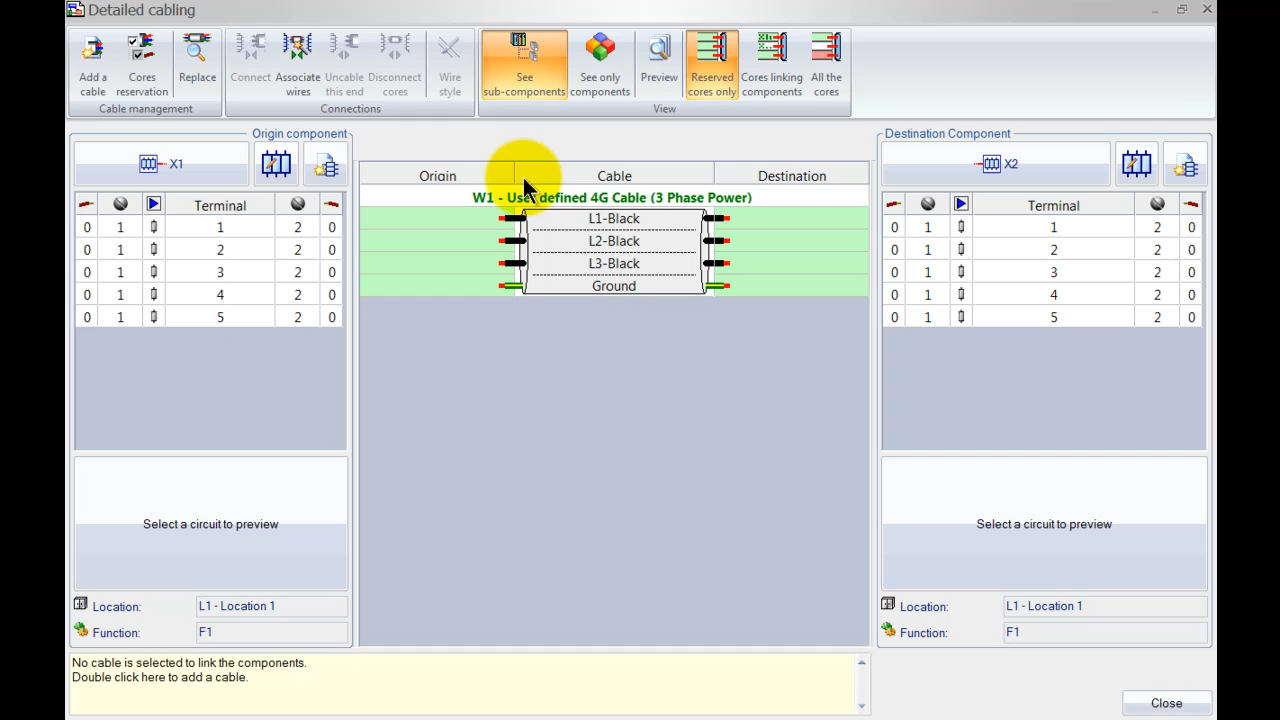 Detailed cabling
Add a cable
Cores reservation
Replace
Connect
Associate wires
Uncable this end
Disconnect cores
Wire style
See sub-components
See only components
Preview
Reserved cores only
Cores linking components
All the cores
Cable management
Connections
View
Origin component
X1
Terminal
0 1 1 2 0
0 1 2 2 0
0 1 3 2 0
0 1 4 2 0
0 1 5 2 0
Select a circuit to preview
Location: L1 - Location 1
Function: F1
Origin Cable Destination
W1 - User defined 4G Cable (3 Phase Power)
L1-Black
L2-Black
L3-Black
Ground
Destination Component
X2
Terminal
0 1 1 2 0
0 1 2 2 0
0 1 3 2 0
0 1 4 2 0
0 1 5 2 0
Select a circuit to preview
Location: L1 - Location 1
Function: F1
No cable is selected to link the components.
Double click here to add a cable.
Close